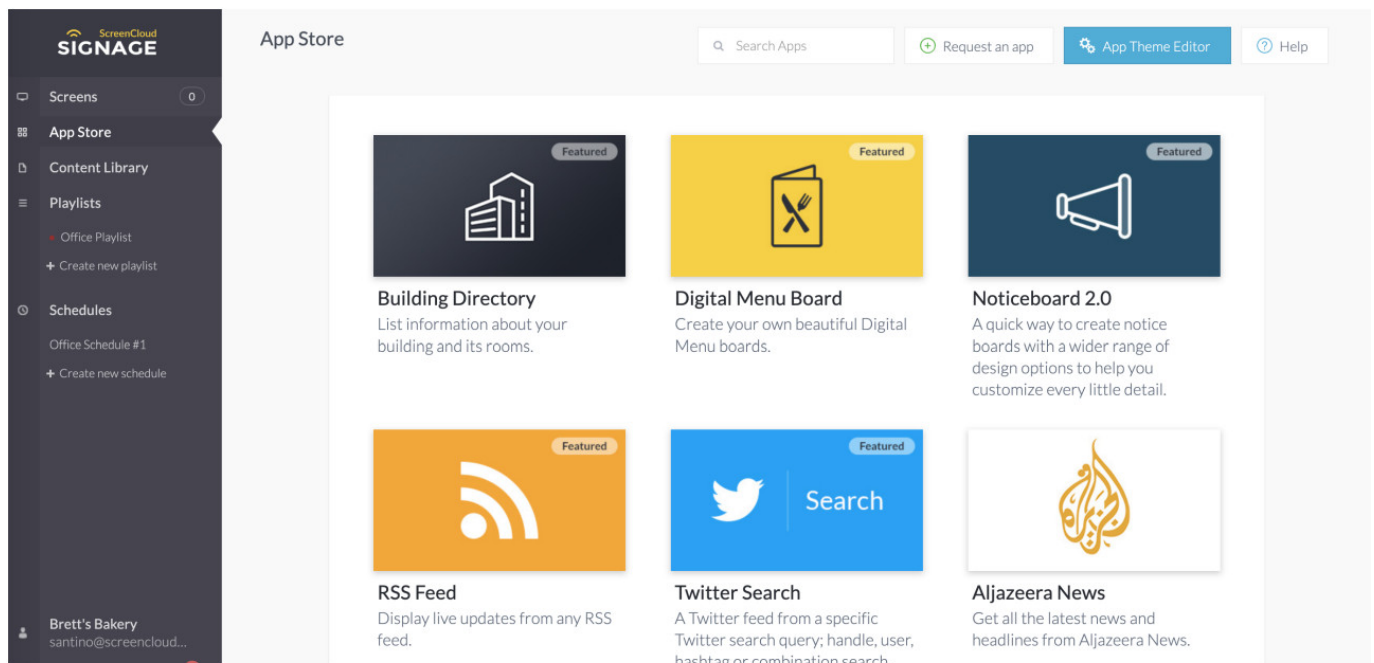 ScreenCloud
SIGNAGE
Screens 0
App Store
Content Library
Playlists
Office Playlist
+ Create new playlist
Schedules
Office Schedule #1
+ Create new schedule
Brett's Bakery
santino@screencloud...
App Store
Search Apps
Request an app
App Theme Editor
Help
Featured
Building Directory
List information about your
building and its rooms.
Featured
Digital Menu Board
Create your own beautiful Digital
Menu boards.
Featured
Noticeboard 2.0
A quick way to create notice
boards with a wider range of
design options to help you
customize every little detail.
Featured
RSS Feed
Display live updates from any RSS
feed.
Featured
Search
Twitter Search
A Twitter feed from a specific
Twitter search query; handle, user,
hashtag or combination search
الجزيرة
Aljazeera News
Get all the latest news and
headlines from Aljazeera News.